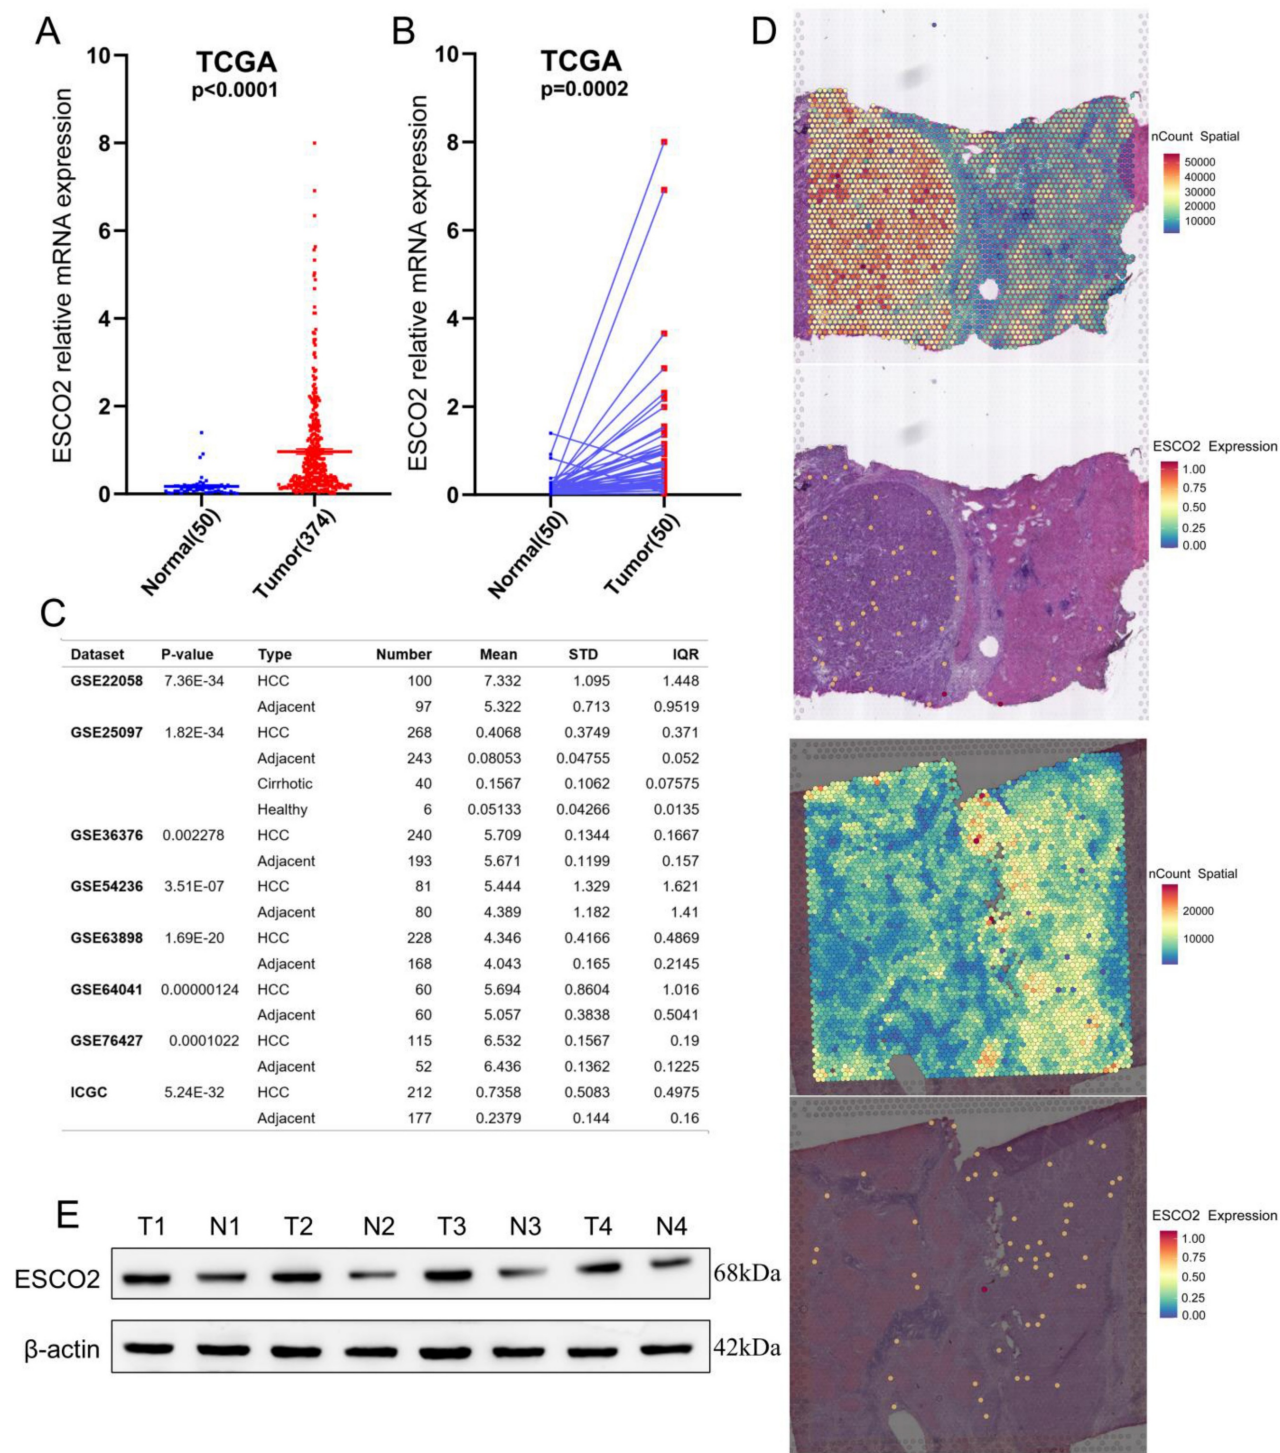 A
TCGA
p<0.0001
ESCO2 relative mRNA expression
10
8
6
4
2
0
Normal(50)
Tumor(374)
B
TCGA
p=0.0002
ESCO2 relative mRNA expression
10
8
6
4
2
0
Normal(50)
Tumor(50)
C
Dataset P-value Type Number Mean STD IQR
GSE22058 7.36E-34 HCC 100 7.332 1.095 1.448
Adjacent 97 5.322 0.713 0.9519
GSE25097 1.82E-34 HCC 268 0.4068 0.3749 0.371
Adjacent 243 0.08053 0.04755 0.052
Cirrhotic 40 0.1567 0.1062 0.07575
Healthy 6 0.05133 0.04266 0.0135
GSE36376 0.002278 HCC 240 5.709 0.1344 0.1667
Adjacent 193 5.671 0.1199 0.157
GSE54236 3.51E-07 HCC 81 5.444 1.329 1.621
Adjacent 80 4.389 1.182 1.41
GSE63898 1.69E-20 HCC 228 4.346 0.4166 0.4869
Adjacent 168 4.043 0.165 0.2145
GSE64041 0.00000124 HCC 60 5.694 0.8604 1.016
Adjacent 60 5.057 0.3838 0.5041
GSE76427 0.0001022 HCC 115 6.532 0.1567 0.19
Adjacent 52 6.436 0.1362 0.1225
ICGC 5.24E-32 HCC 212 0.7358 0.5083 0.4975
Adjacent 177 0.2379 0.144 0.16
D
nCount Spatial
50000
40000
30000
20000
10000
ESCO2 Expression
1.00
0.75
0.50
0.25
0.00
nCount Spatial
20000
10000
ESCO2 Expression
1.00
0.75
0.50
0.25
0.00
E
T1 N1 T2 N2 T3 N3 T4 N4
ESCO2 68kDa
β-actin 42kDa